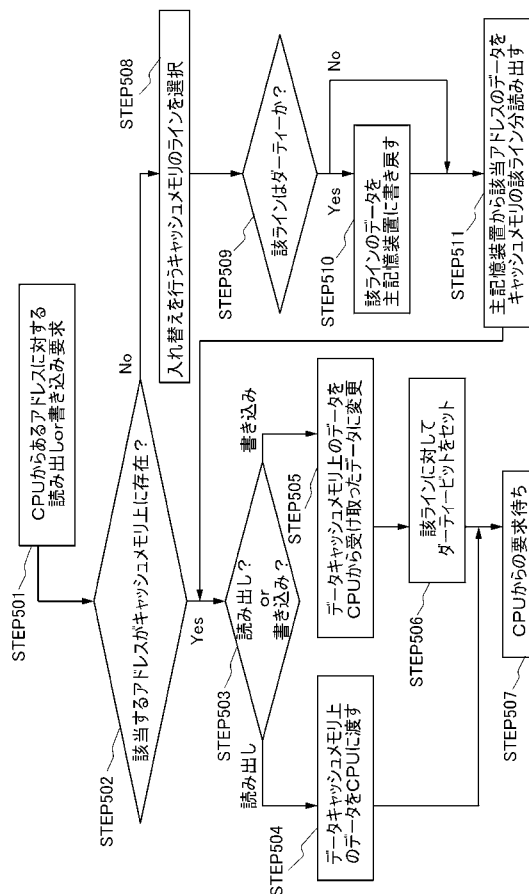 STEP501
CPUからあるアドレスに対する
読み出しor書き込み要求
STEP502
該当するアドレスがキャッシュメモリ上に存在？
No
Yes
STEP503
読み出し？
or
書き込み？
読み出し
書き込み
STEP504
データキャッシュメモリ上
のデータをCPUに渡す
STEP505
データキャッシュメモリ上のデータを
CPUから受け取ったデータに変更
STEP506
該ラインに対して
ダーティービットをセット
STEP507
CPUからの要求待ち
STEP508
入れ替えを行うキャッシュメモリのラインを選択
STEP509
該ラインはダーティーか？
No
Yes
STEP510
該ラインのデータを
主記憶装置に書き戻す
STEP511
主記憶装置から該当アドレスのデータを
キャッシュメモリの該ライン分読み出す